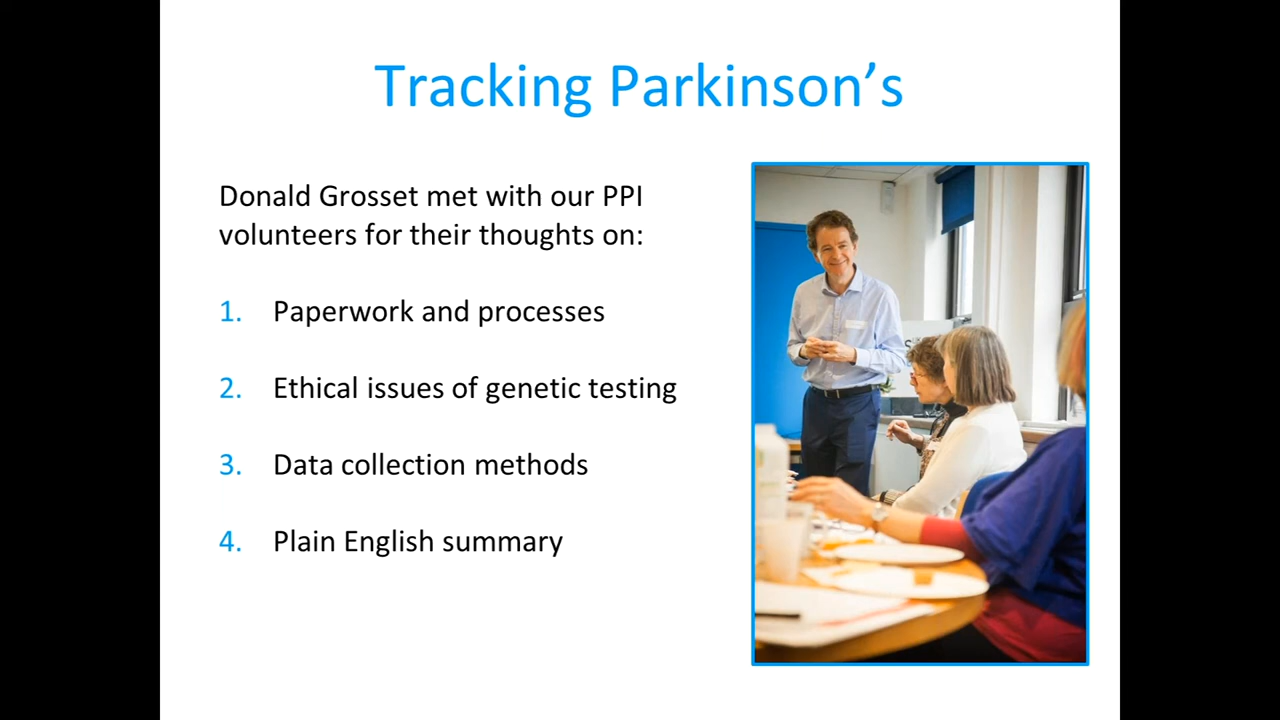 Tracking Parkinson’s
Donald Grosset met with our PPI
volunteers for their thoughts on:
1. Paperwork and processes
2. Ethical issues of genetic testing
3. Data collection methods
4. Plain English summary